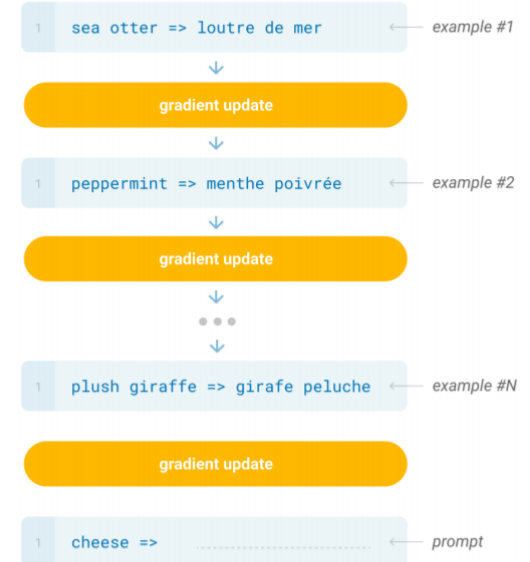 1 sea otter => loutre de mer example #1
gradient update
1 peppermint => menthe poivrée example #2
gradient update
1 plush giraffe => girafe peluche example #N
gradient update
1 cheese => prompt